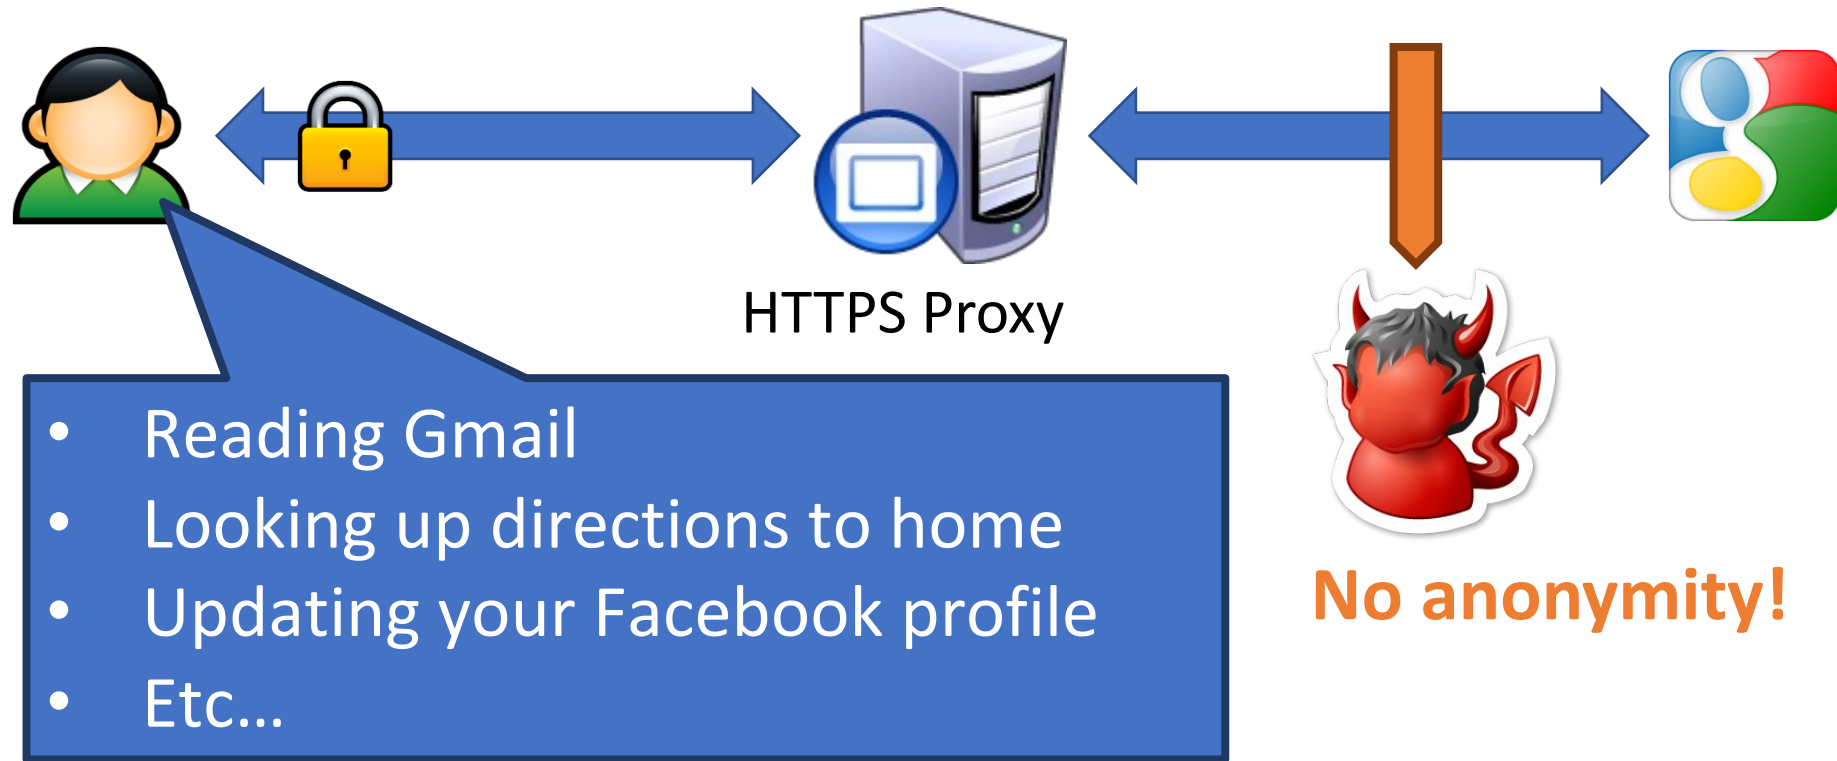 HTTPS Proxy
• Reading Gmail
• Looking up directions to home
• Updating your Facebook profile
• Etc…
No anonymity!